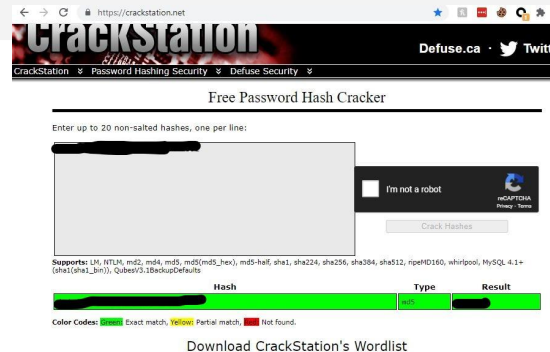 https://crackstation.net
CrackStation
Defuse.ca · Twitt
CrackStation ⌄ Password Hashing Security ⌄ Defuse Security ⌄
Free Password Hash Cracker
Enter up to 20 non-salted hashes, one per line:
I'm not a robot
reCAPTCHA
Privacy - Terms
Crack Hashes
Supports: LM, NTLM, md2, md4, md5, md5(md5_hex), md5-half, sha1, sha224, sha256, sha384, sha512, ripeMD160, whirlpool, MySQL 4.1+
(sha1(sha1_bin)), QubesV3.1BackupDefaults
Hash Type Result
md5
Color Codes: Green: Exact match, Yellow: Partial match, Red: Not found.
Download CrackStation's Wordlist